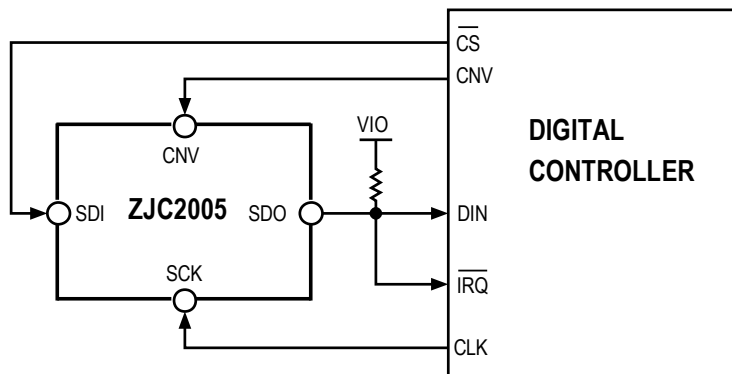 CS
CNV
VIO
CNV
DIGITAL
CONTROLLER
SDI
ZJC2005
SDO
DIN
SCK
IRQ
CLK